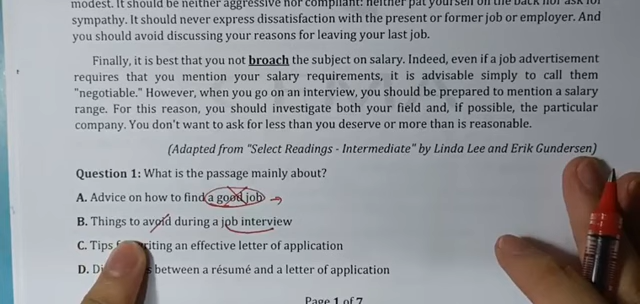 modest. It should be neither aggressive nor compliant: neither pat yourself on the back nor ask for
sympathy. It should never express dissatisfaction with the present or former job or employer. And
you should avoid discussing your reasons for leaving your last job.
Finally, it is best that you not broach the subject on salary. Indeed, even if a job advertisement
requires that you mention your salary requirements, it is advisable simply to call them
"negotiable." However, when you go on an interview, you should be prepared to mention a salary
range. For this reason, you should investigate both your field and, if possible, the particular
company. You don't want to ask for less than you deserve or more than is reasonable.
(Adapted from "Select Readings - Intermediate" by Linda Lee and Erik Gundersen)
Question 1: What is the passage mainly about?
A. Advice on how to find a good job
B. Things to avoid during a job interview
C. Tips an effective letter of application
D. between a résumé and a letter of application
Page 1 of 7